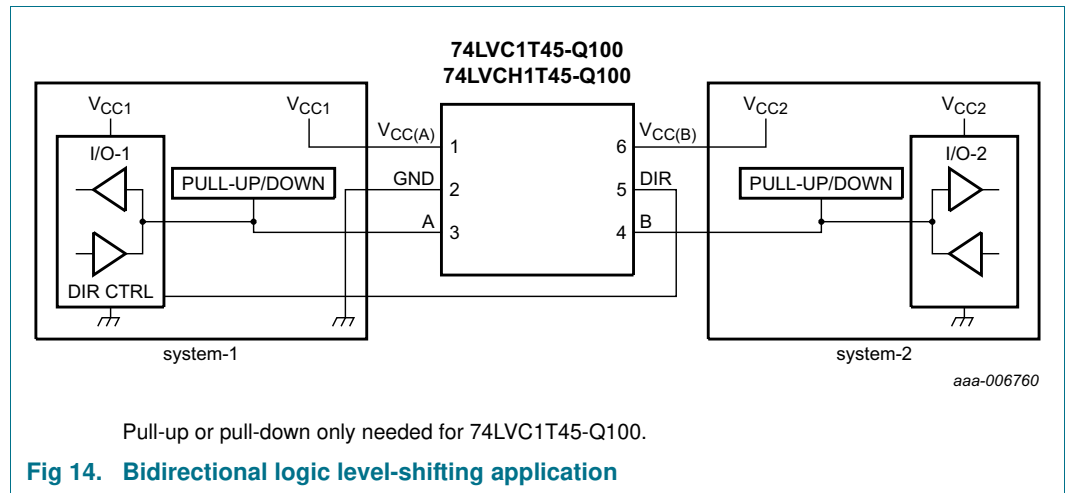 74LVC1T45-Q100
74LVCH1T45-Q100
VCC1
VCC1
VCC(A)
1
6
VCC(B)
VCC2
VCC2
I/O-1
PULL-UP/DOWN
GND
2
5
DIR
PULL-UP/DOWN
I/O-2
A
3
4
B
DIR CTRL
system-1
system-2
aaa-006760
Pull-up or pull-down only needed for 74LVC1T45-Q100.
Fig 14. Bidirectional logic level-shifting application